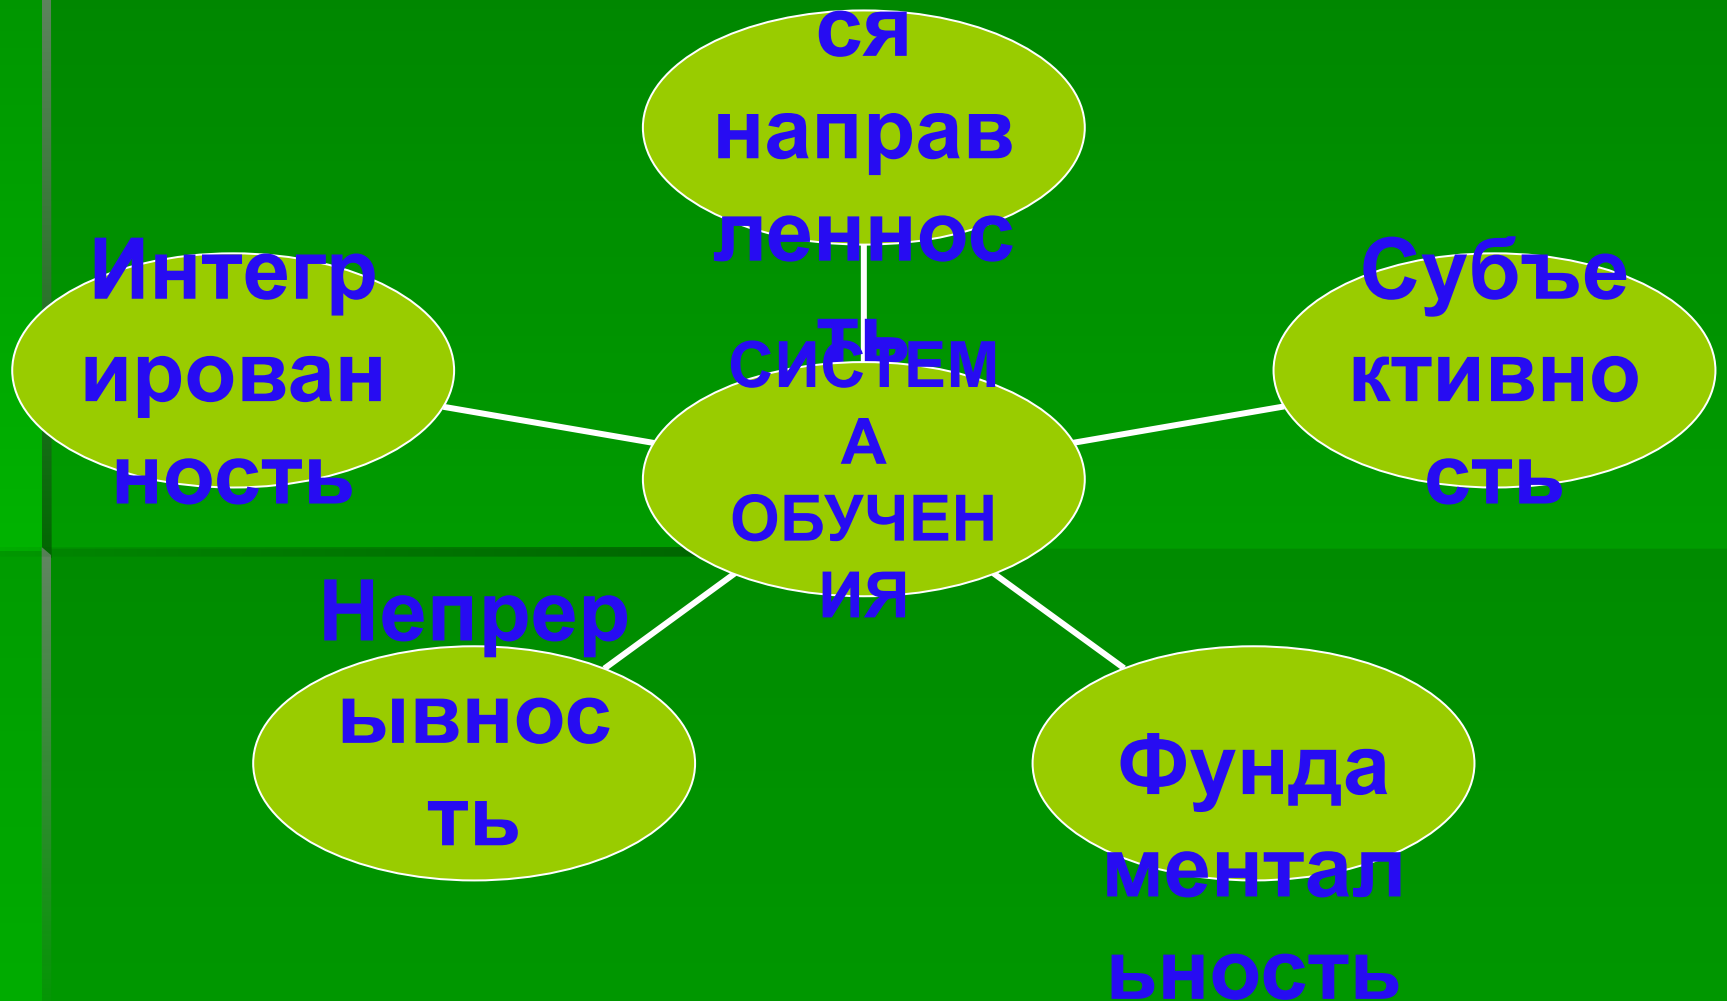 ся
направ
леннос
ть
Интегр
ирован
ность
Субъе
ктивно
сть
СИСТЕМ
А
ОБУЧЕН
ИЯ
Непрер
ывнос
ть
Фунда
ментал
ьность